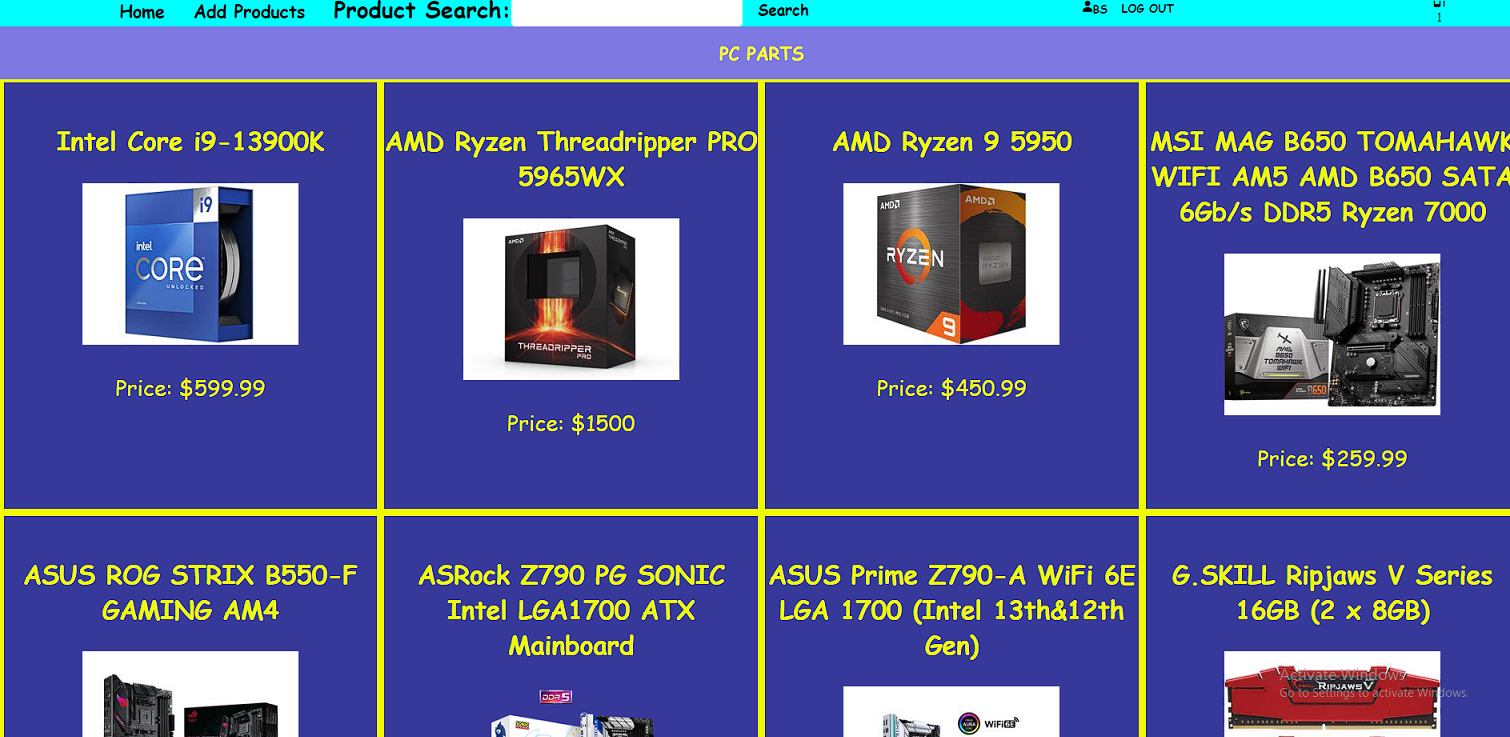 Home Add Products Product Search: Search BS LOG OUT 1
PC PARTS
Intel Core i9-13900K
i9
intel
CORE
UNLOCKED
Price: $599.99
AMD Ryzen Threadripper PRO
5965WX
AMD
THREADRIPPER
PRO
Price: $1500
AMD Ryzen 9 5950
AMD AMD
RYZEN
RYZEN
9
Price: $450.99
MSI MAG B650 TOMAHAWK
WIFI AM5 AMD B650 SATA
6Gb/s DDR5 Ryzen 7000
MAG
B650
TOMAHAWK
WIFI
B650
Price: $259.99
ASUS ROG STRIX B550-F
GAMING AM4
ASRock Z790 PG SONIC
Intel LGA1700 ATX
Mainboard
DDR5
SONIC
ASUS Prime Z790-A WiFi 6E
LGA 1700 (Intel 13th&12th
Gen)
AURA
WiFi6E
G.SKILL Ripjaws V Series
16GB (2 x 8GB)
RIPJAWS V
Activate Windows
Go to Settings to activate Windows.